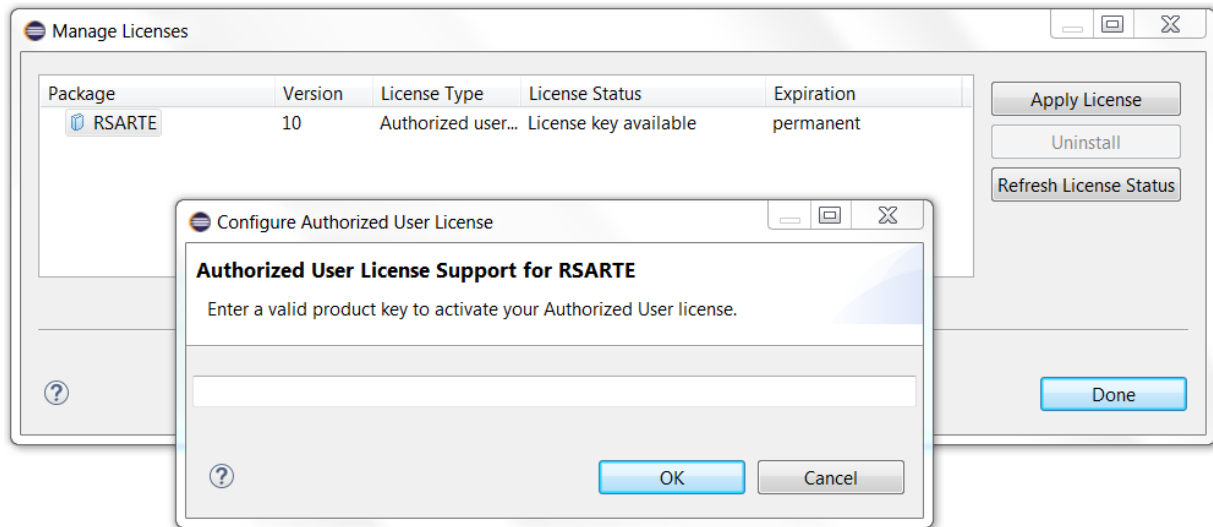 Manage Licenses
Package Version License Type License Status Expiration
RSARTE 10 Authorized user... License key available permanent
Apply License
Uninstall
Refresh License Status
Configure Authorized User License
Authorized User License Support for RSARTE
Enter a valid product key to activate your Authorized User license.
Done
OK Cancel